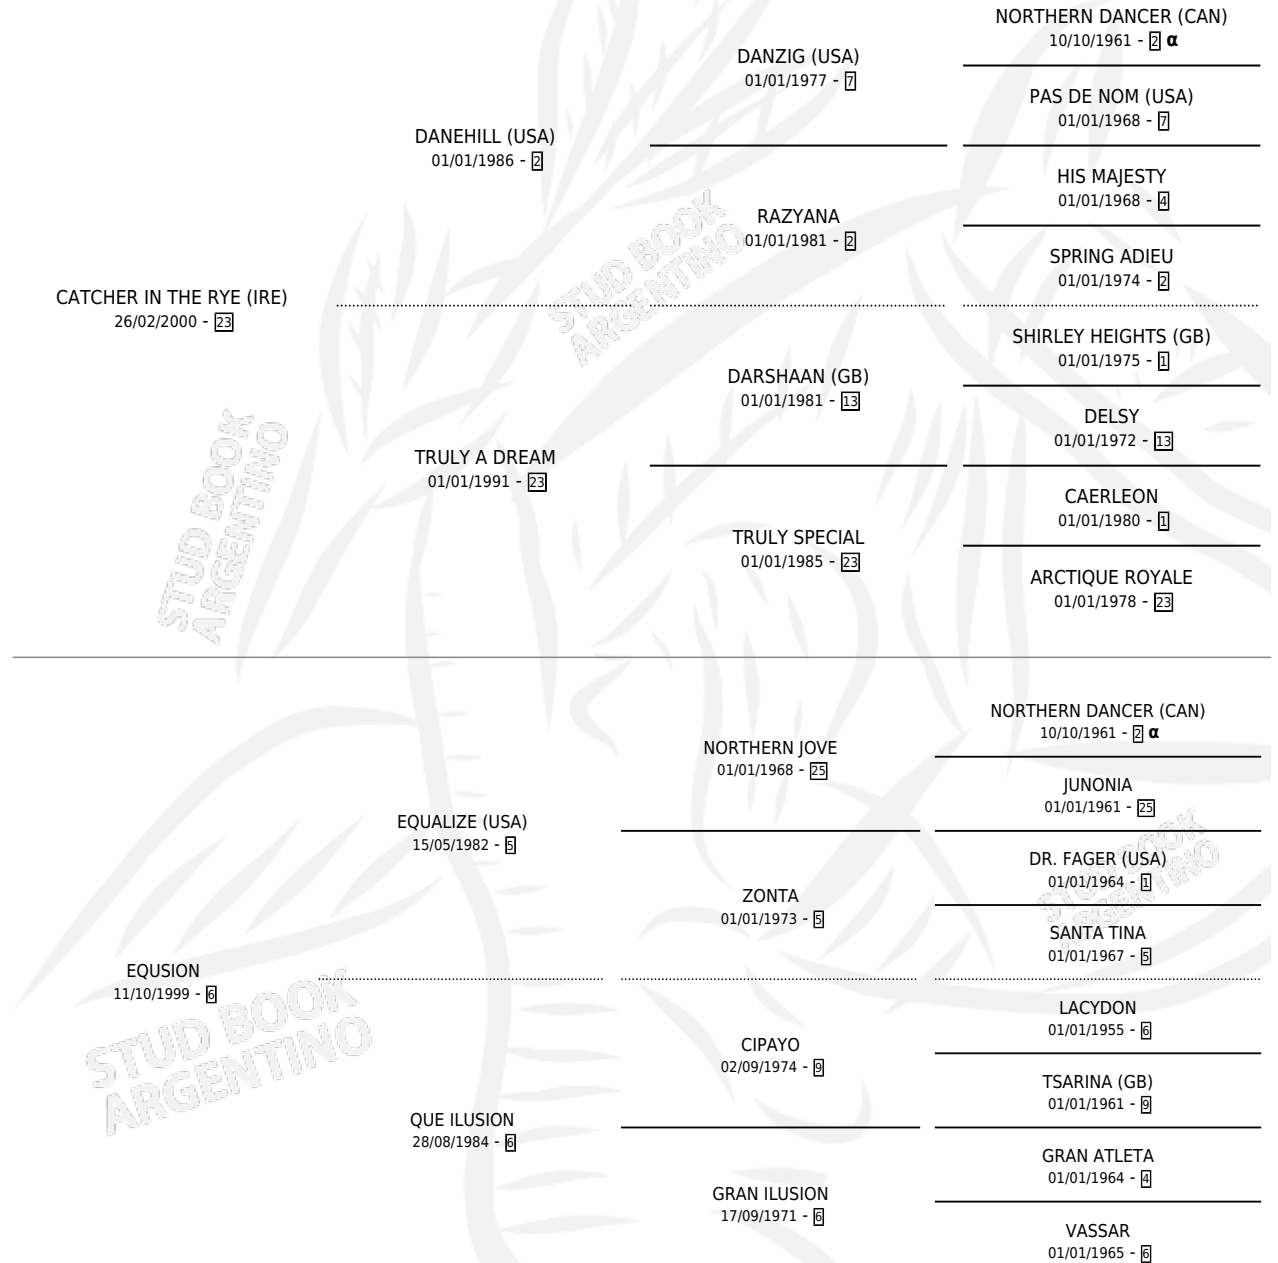 NORTHERN DANCER (CAN)
10/10/1961 - 2 α
DANZIG (USA)
01/01/1977 - 7
PAS DE NOM (USA)
01/01/1968 - 7
DANEHILL (USA)
01/01/1986 - 2
HIS MAJESTY
01/01/1968 - 4
RAZYANA
01/01/1981 - 2
SPRING ADIEU
01/01/1974 - 2
CATCHER IN THE RYE (IRE)
26/02/2000 - 23
SHIRLEY HEIGHTS (GB)
01/01/1975 - 1
DARSHAAN (GB)
01/01/1981 - 13
DELSY
01/01/1972 - 13
TRULY A DREAM
01/01/1991 - 23
CAERLEON
01/01/1980 - 1
TRULY SPECIAL
01/01/1985 - 23
ARCTIQUE ROYALE
01/01/1978 - 23
NORTHERN DANCER (CAN)
10/10/1961 - 2 α
NORTHERN JOVE
01/01/1968 - 25
JUNONIA
01/01/1961 - 25
EQUALIZE (USA)
15/05/1982 - 5
DR. FAGER (USA)
01/01/1964 - 1
ZONTA
01/01/1973 - 5
SANTA TINA
01/01/1967 - 5
EQUSION
11/10/1999 - 6
LACYDON
01/01/1955 - 6
CIPAYO
02/09/1974 - 9
TSARINA (GB)
01/01/1961 - 9
QUE ILUSION
28/08/1984 - 6
GRAN ATLETA
01/01/1964 - 4
GRAN ILUSION
17/09/1971 - 6
VASSAR
01/01/1965 - 6
STUD BOOK
ARGENTINO
STUD BOOK
ARGENTINO
STUD BOOK
ARGENTINO
STUD BOOK
ARGENTINO